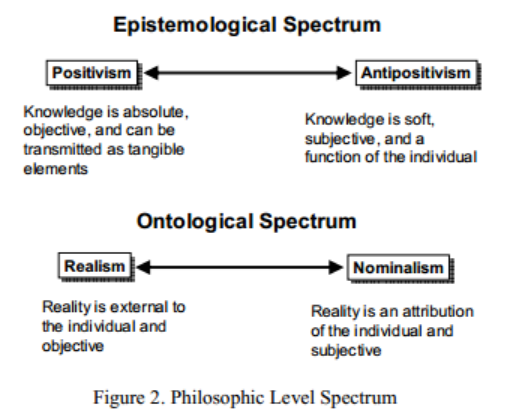 Epistemological Spectrum
Positivism
Antipositivism
Knowledge is absolute,
objective, and can be
transmitted as tangible
elements
Knowledge is soft,
subjective, and a
function of the individual
Ontological Spectrum
Realism
Nominalism
Reality is external to
the individual and
objective
Reality is an attribution
of the individual and
subjective
Figure 2. Philosophic Level Spectrum